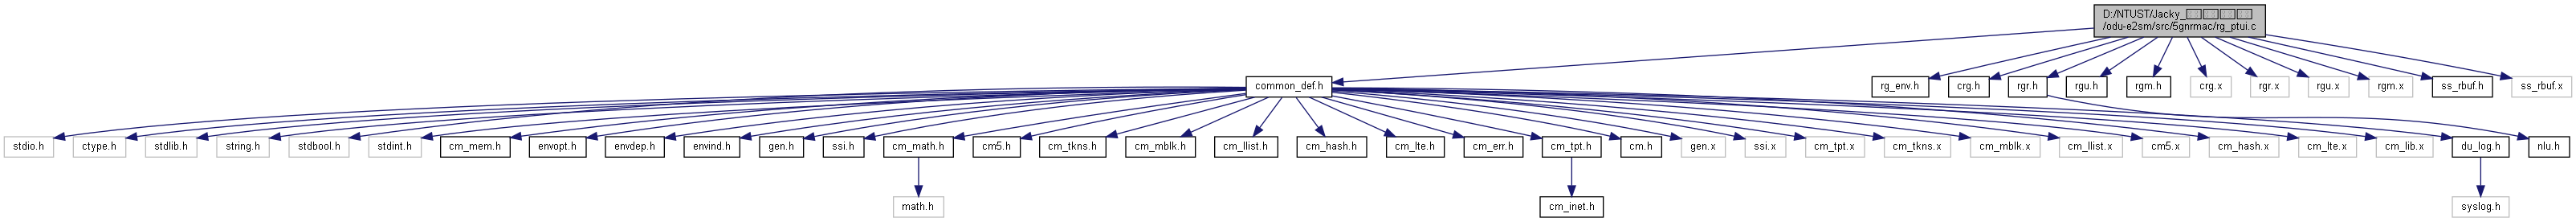 D:/NTUST/Jacky_
/odu-e2sm/src/5gnrmac/rg_ptui.c
common_def.h
rg_env.h
crg.h
rgr.h
rgu.h
rgm.h
crg.x
rgr.x
rgu.x
rgm.x
ss_rbuf.h
ss_rbuf.x
stdio.h
ctype.h
stdlib.h
string.h
stdbool.h
stdint.h
cm_mem.h
envopt.h
envdep.h
envind.h
gen.h
ssi.h
cm_math.h
cm5.h
cm_tkns.h
cm_mblk.h
cm_llist.h
cm_hash.h
cm_lte.h
cm_err.h
cm_tpt.h
cm.h
gen.x
ssi.x
cm_tpt.x
cm_tkns.x
cm_mblk.x
cm_llist.x
cm5.x
cm_hash.x
cm_lte.x
cm_lib.x
du_log.h
nlu.h
math.h
cm_inet.h
syslog.h